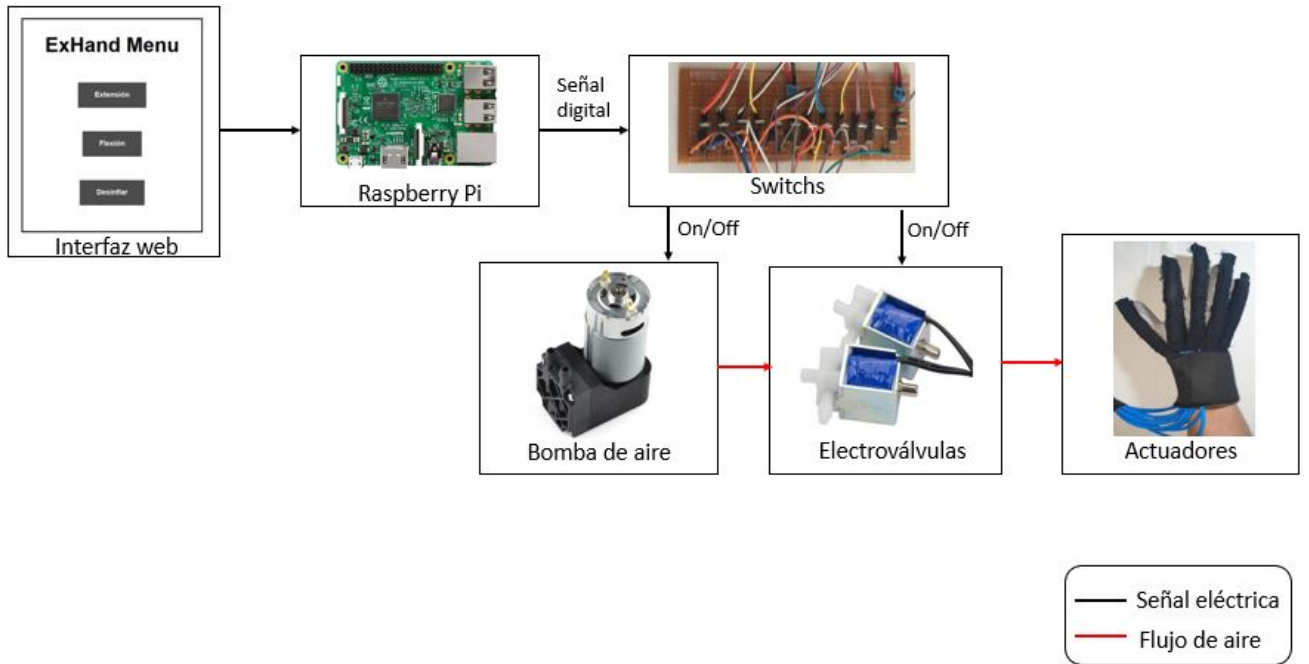 ExHand Menu
Extensión
Flexión
Desinflar
Interfaz web
Raspberry Pi
Señal
digital
Switchs
On/Off
On/Off
Bomba de aire
Electroválvulas
Actuadores
Señal eléctrica
Flujo de aire